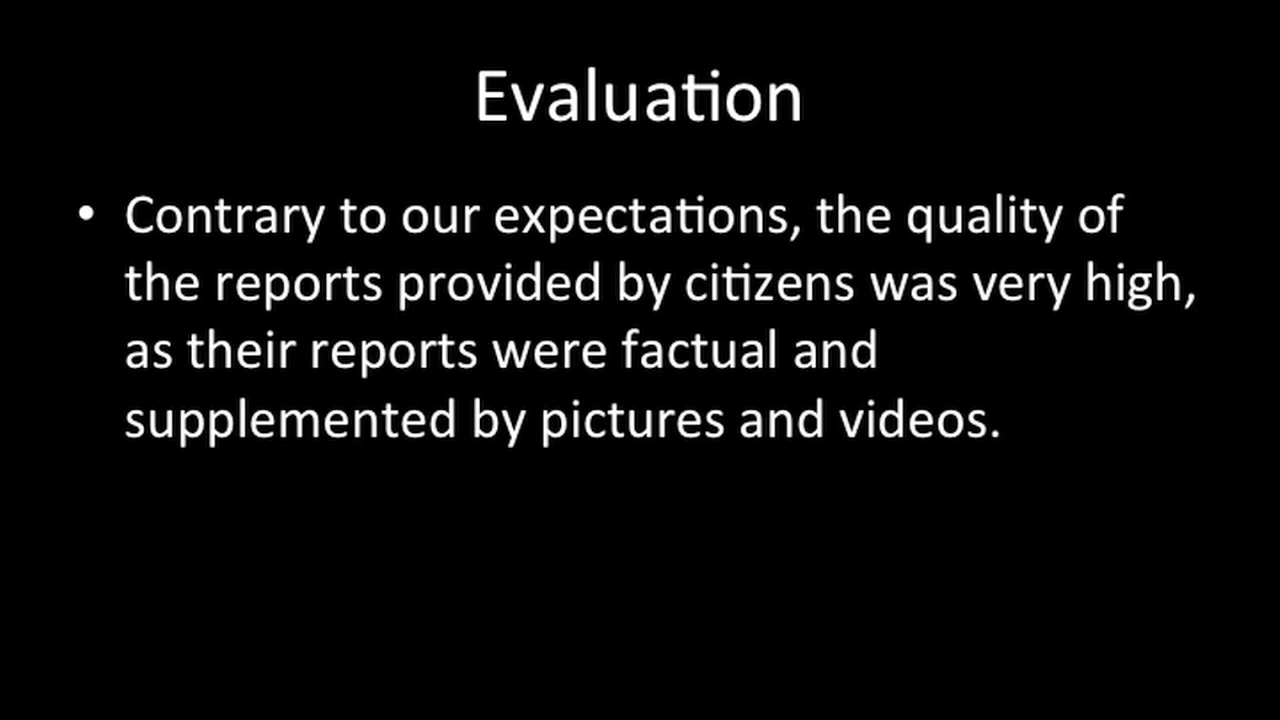 Evaluation
• Contrary to our expectations, the quality of
the reports provided by citizens was very high,
as their reports were factual and
supplemented by pictures and videos.